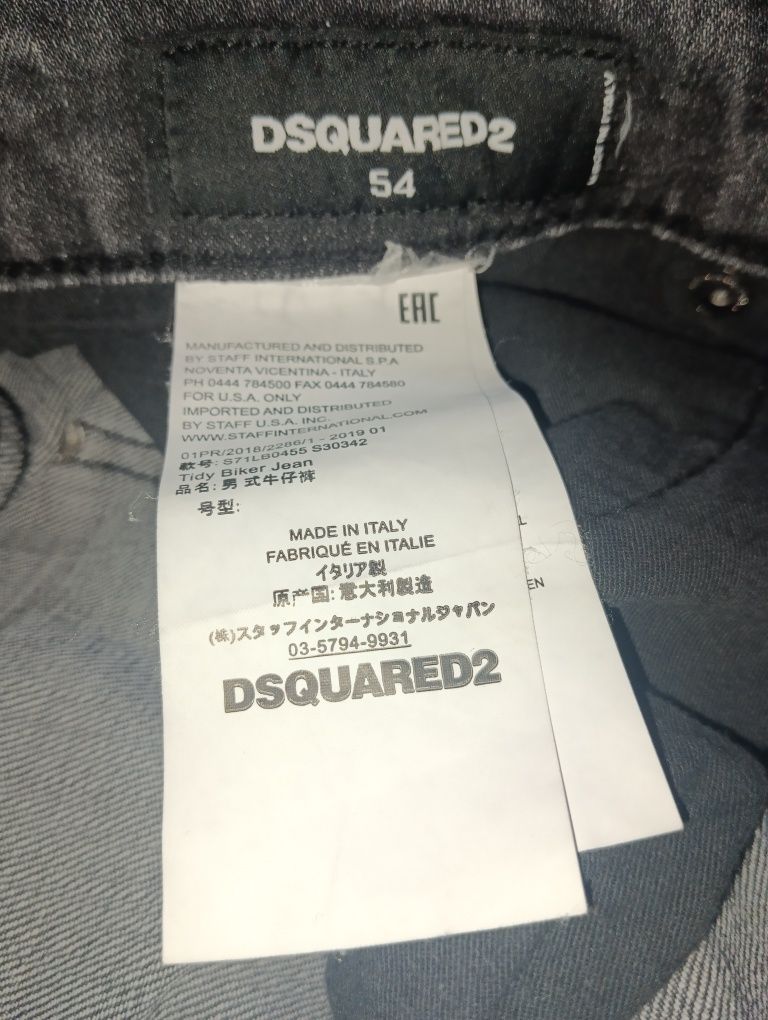 DSQUARED2
54
MADE IN ITALY
EAC
MANUFACTURED AND DISTRIBUTED
BY STAFF INTERNATIONAL S.P.A
NOVENTA VICENTINA - ITALY
PH 0444 784500 FAX 0444 784580
FOR U.S.A. ONLY
IMPORTED AND DISTRIBUTED
BY STAFF U.S.A. INC.
WWW.STAFFINTERNATIONAL.COM
01PR/2018/2286/1 - 2019 01
款号: S71LB0455 S30342
Tidy Biker Jean
品名: 男 式牛仔裤
号型:
MADE IN ITALY
FABRIQUÉ EN ITALIE
イタリア製
原产国: 意大利製造
(株)スタッフインターナショナルジャパン
03-5794-9931
DSQUARED2
EN